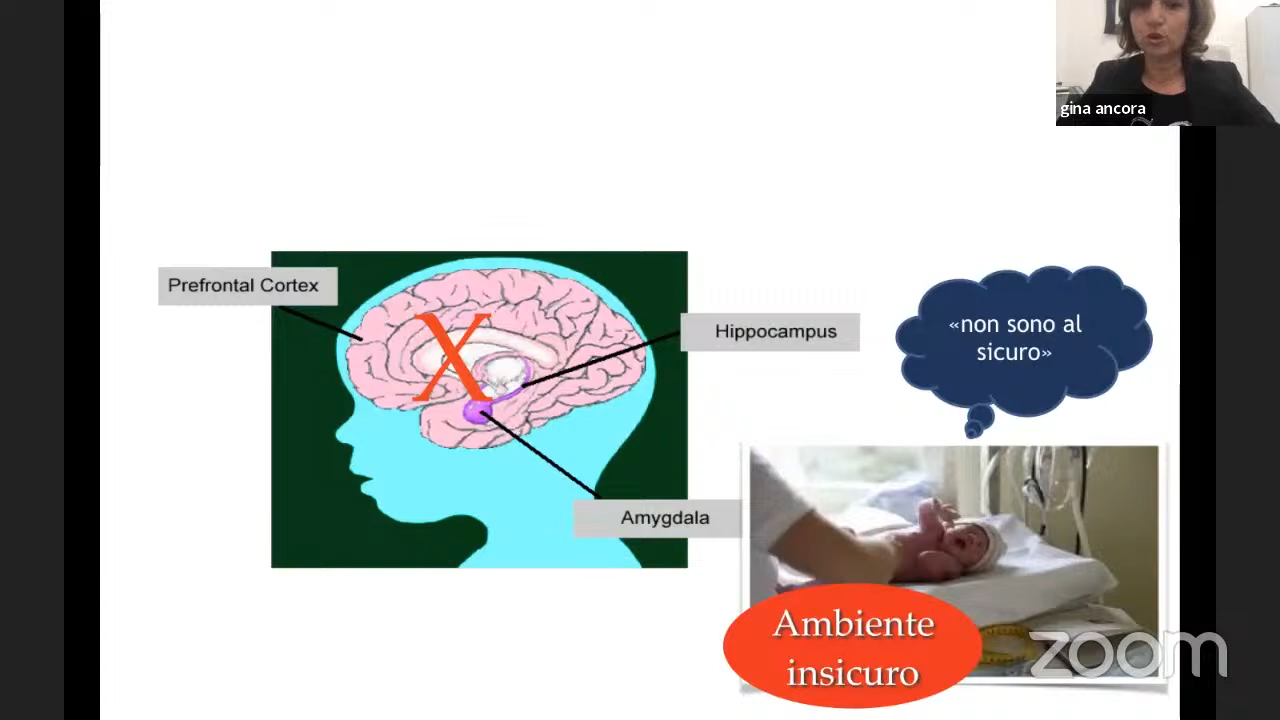 gina ancora
Prefrontal Cortex
X
Hippocampus
«non sono al
sicuro»
Amygdala
Ambiente
insicuro
zoom